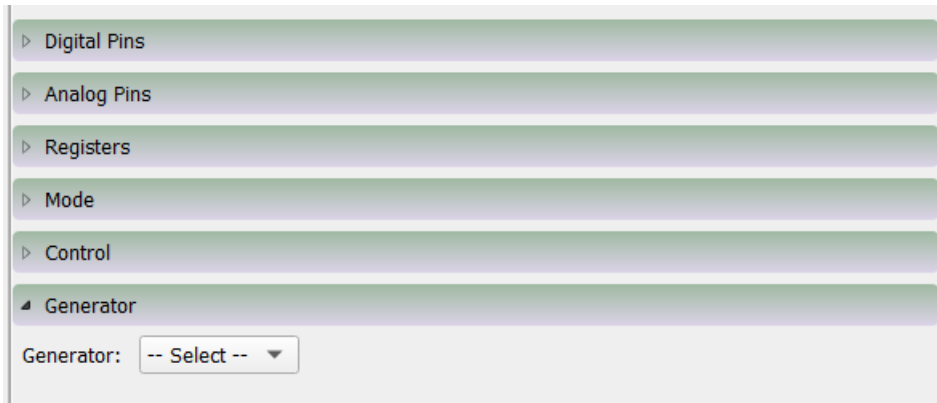 Digital Pins
Analog Pins
Registers
Mode
Control
Generator
Generator: -- Select --